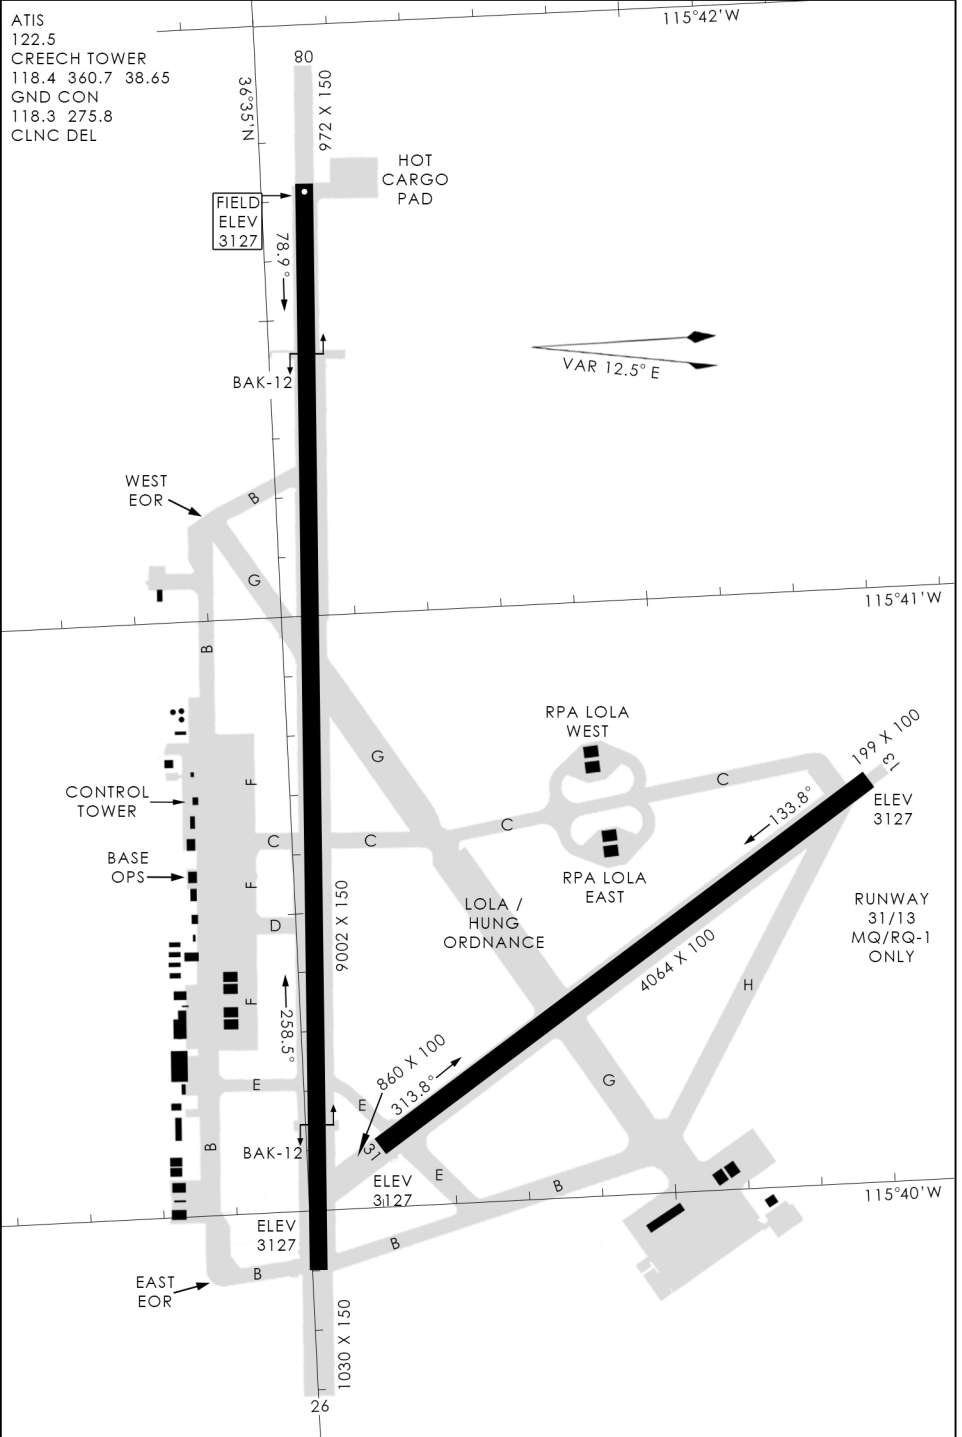 ATIS
122.5
CREECH TOWER
118.4 360.7 38.65
GND CON
118.3 275.8
CLNC DEL
115°42'W
36°35'N
08
972 X 150
HOT
CARGO
PAD
FIELD
ELEV
3127
78.9°
VAR 12.5° E
BAK-12
WEST
EOR
B
G
115°41'W
B
RPA LOLA
WEST
199 X 100
13
G
C
F
CONTROL
TOWER
133.8°
ELEV
3127
C
C
C
BASE
OPS
F
RPA LOLA
EAST
9002 X 150
LOLA /
HUNG
ORDNANCE
RUNWAY
31/13
MQ/RQ-1
ONLY
D
4064 X 100
H
F
258.5°
860 X 100
313.8°
E
E
G
B
BAK-12
31
E
ELEV
3127
B
115°40'W
ELEV
3127
B
B
EAST
EOR
1030 X 150
26